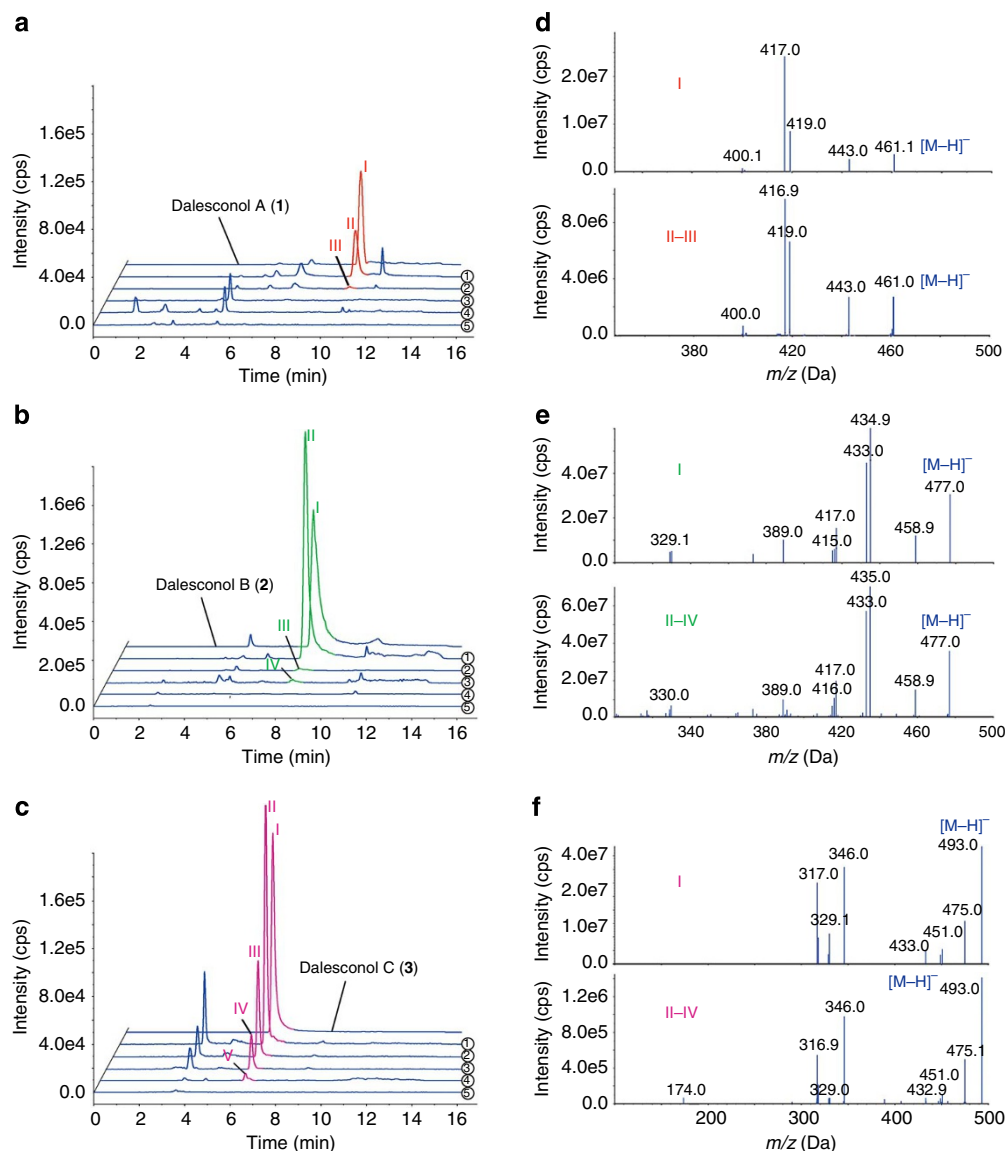 a
Intensity (cps)
1.6e5
1.2e5
8.0e4
4.0e4
0.0
Dalesconol A (1)
I
II
III
①
②
③
④
⑤
0 2 4 6 8 10 12 14 16
Time (min)
d
Intensity (cps)
2.0e7
1.0e7
0.0
I
417.0
419.0
400.1
443.0
461.1
[M–H]⁻
Intensity (cps)
8.0e6
4.0e6
0.0
II–III
416.9
419.0
400.0
443.0
461.0
[M–H]⁻
380 420 460 500
m/z (Da)
b
Intensity (cps)
1.6e6
1.2e6
8.0e5
2.0e5
0.0
Dalesconol B (2)
II
I
III
IV
①
②
③
④
⑤
0 2 4 6 8 10 12 14 16
Time (min)
e
Intensity (cps)
4.0e7
2.0e7
0.0
I
434.9
433.0
[M–H]⁻
477.0
417.0
415.0
389.0
458.9
329.1
Intensity (cps)
6.0e7
4.0e7
2.0e7
0.0
II–IV
435.0
433.0
[M–H]⁻
477.0
417.0
416.0
389.0
458.9
330.0
340 380 420 460 500
m/z (Da)
c
Intensity (cps)
1.6e5
1.2e5
8.0e4
4.0e4
0.0
Dalesconol C (3)
II
I
III
IV
V
①
②
③
④
⑤
0 2 4 6 8 10 12 14 16
Time (min)
f
Intensity (cps)
4.0e7
2.0e7
1.0e7
0.0
I
[M–H]⁻
493.0
346.0
317.0
329.1
475.0
451.0
433.0
Intensity (cps)
1.2e6
8.0e5
4.0e5
0.0
II–IV
[M–H]⁻
493.0
346.0
316.9
329.0
475.1
451.0
432.9
174.0
200 300 400 500
m/z (Da)